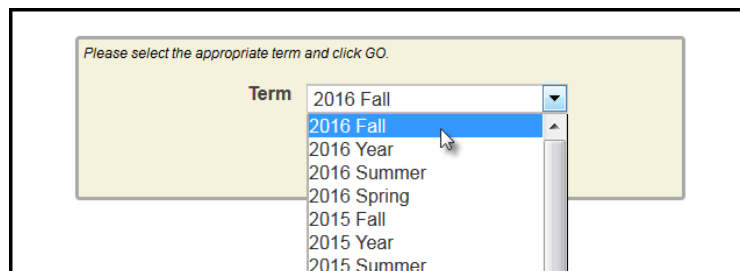 Please select the appropriate term and click GO.
Term 2016 Fall
2016 Fall
2016 Year
2016 Summer
2016 Spring
2015 Fall
2015 Year
2015 Summer